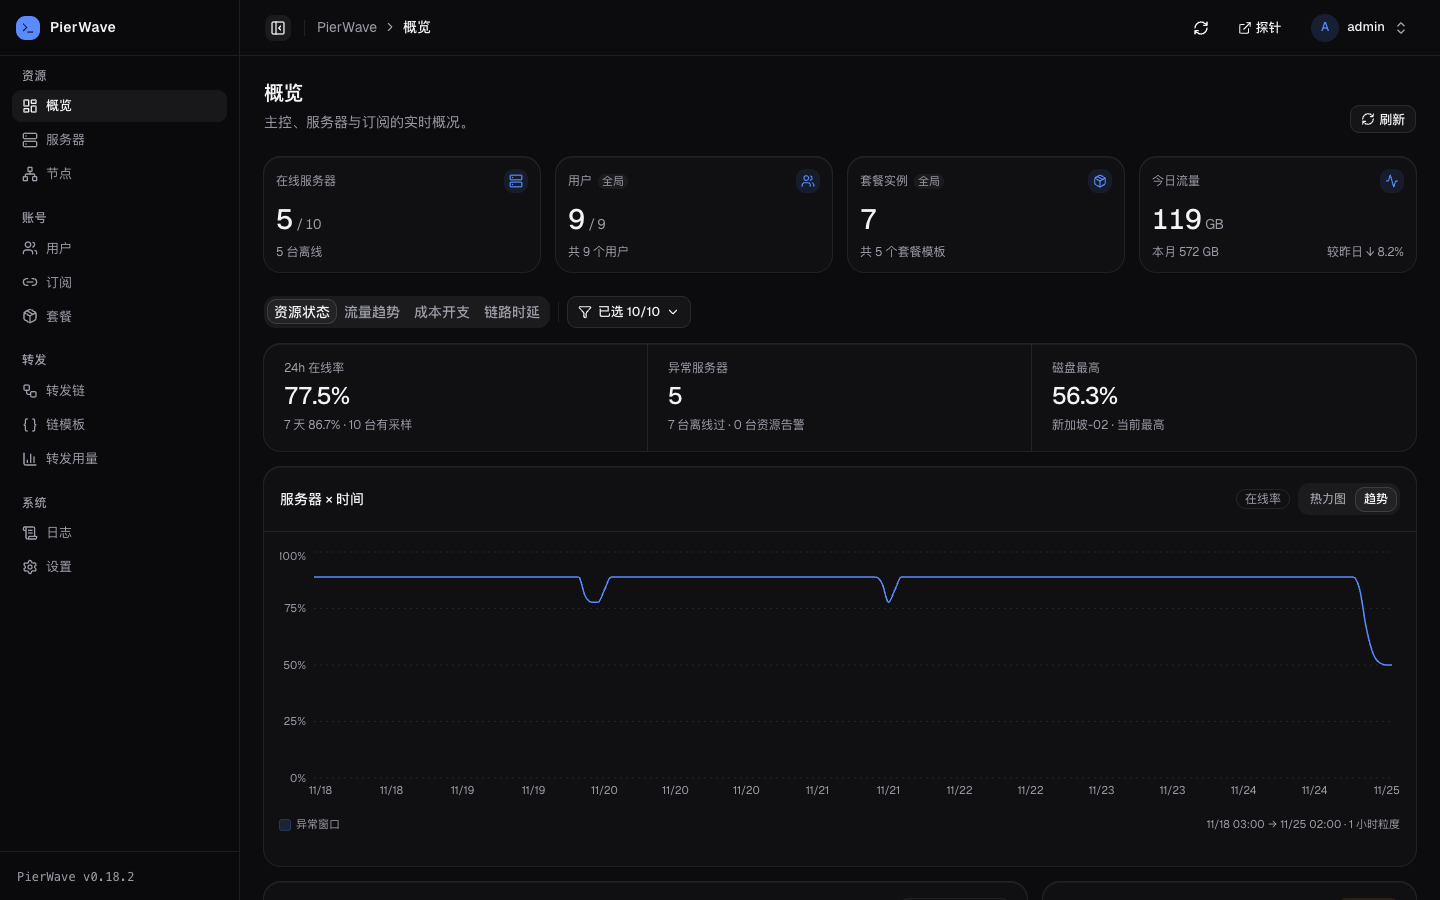 PierWave
PierWave > 概览
探针
A admin
资源
概览
服务器
节点
账号
用户
订阅
套餐
转发
转发链
链模板
转发用量
系统
日志
设置
PierWave v0.18.2
概览
主控、服务器与订阅的实时概况。
刷新
在线服务器
5 / 10
5 台离线
用户 全局
9 / 9
共 9 个用户
套餐实例 全局
7
共 5 个套餐模板
今日流量
119 GB
本月 572 GB 较昨日 ↓ 8.2%
资源状态 流量趋势 成本开支 链路时延 已选 10/10
24h 在线率
77.5%
7 天 86.7% · 10 台有采样
异常服务器
5
7 台离线过 · 0 台资源告警
磁盘最高
56.3%
新加坡-02 · 当前最高
服务器 × 时间 在线率 热力图 趋势
100%
75%
50%
25%
0%
11/18 11/18 11/19 11/19 11/20 11/20 11/20 11/21 11/21 11/22 11/22 11/23 11/23 11/24 11/24 11/25
异常窗口 11/18 03:00 → 11/25 02:00 · 1 小时粒度